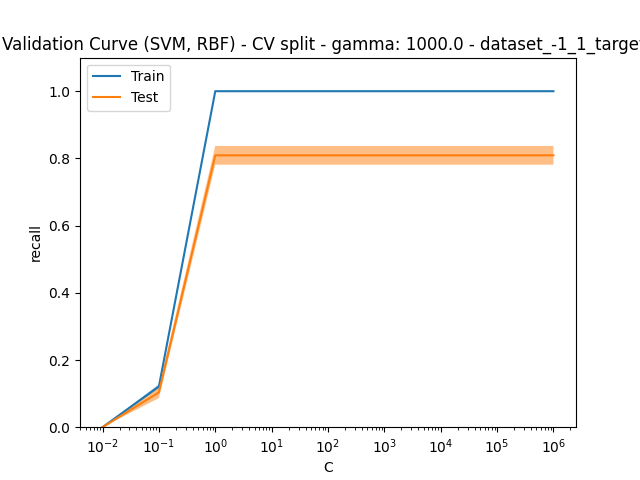 Validation Curve (SVM, RBF) - CV split - gamma: 1000.0 - dataset_-1_1_targe
Train
Test
1.0
0.8
0.6
0.4
0.2
0.0
recall
10⁻² 10⁻¹ 10⁰ 10¹ 10² 10³ 10⁴ 10⁵ 10⁶
C